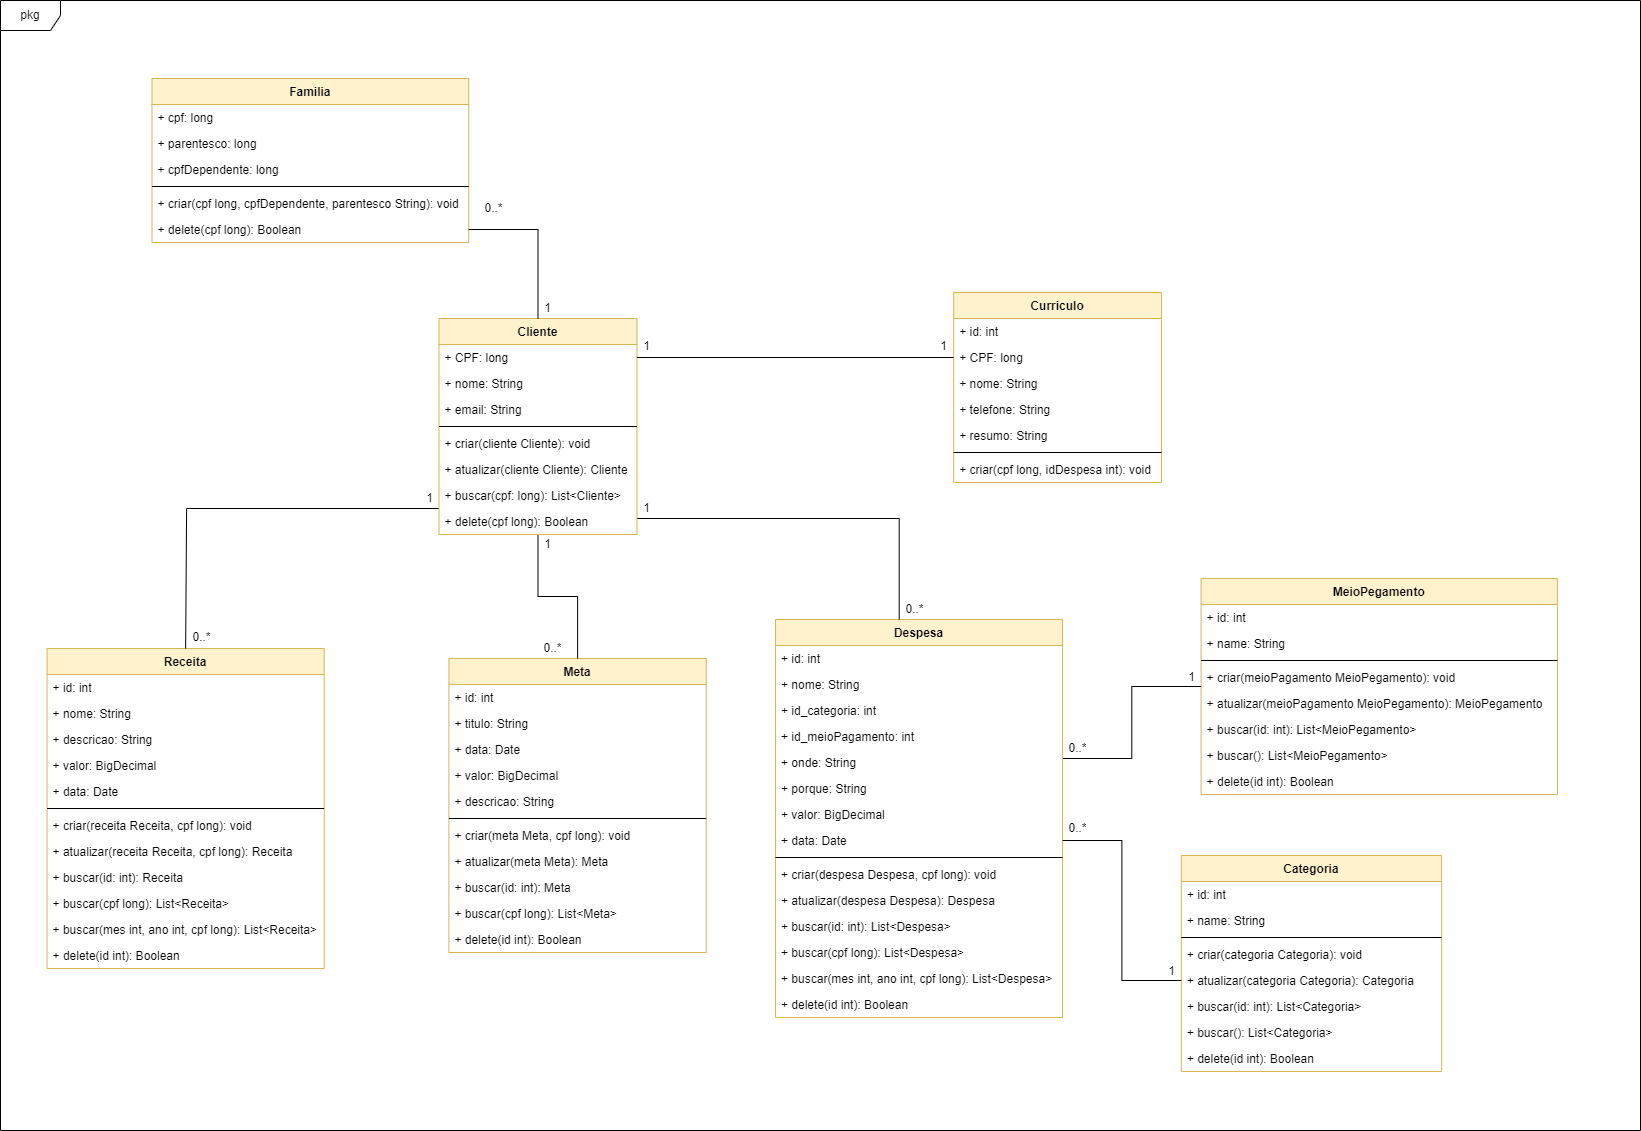 pkg
Familia
+ cpf: long
+ parentesco: long
+ cpfDependente: long
+ criar(cpf long, cpfDependente, parentesco String): void
+ delete(cpf long): Boolean
0..*
1
Cliente
+ CPF: long
+ nome: String
+ email: String
+ criar(cliente Cliente): void
+ atualizar(cliente Cliente): Cliente
+ buscar(cpf: long): List<Cliente>
+ delete(cpf long): Boolean
1
1
1
1
1
Curriculo
+ id: int
+ CPF: long
+ nome: String
+ telefone: String
+ resumo: String
+ criar(cpf long, idDespesa int): void
0..*
Receita
+ id: int
+ nome: String
+ descricao: String
+ valor: BigDecimal
+ data: Date
+ criar(receita Receita, cpf long): void
+ atualizar(receita Receita, cpf long): Receita
+ buscar(id: int): Receita
+ buscar(cpf long): List<Receita>
+ buscar(mes int, ano int, cpf long): List<Receita>
+ delete(id int): Boolean
0..*
Meta
+ id: int
+ titulo: String
+ data: Date
+ valor: BigDecimal
+ descricao: String
+ criar(meta Meta, cpf long): void
+ atualizar(meta Meta): Meta
+ buscar(id: int): Meta
+ buscar(cpf long): List<Meta>
+ delete(id int): Boolean
0..*
Despesa
+ id: int
+ nome: String
+ id_categoria: int
+ id_meioPagamento: int
+ onde: String
+ porque: String
+ valor: BigDecimal
+ data: Date
+ criar(despesa Despesa, cpf long): void
+ atualizar(despesa Despesa): Despesa
+ buscar(id: int): List<Despesa>
+ buscar(cpf long): List<Despesa>
+ buscar(mes int, ano int, cpf long): List<Despesa>
+ delete(id int): Boolean
0..*
1
MeioPegamento
+ id: int
+ name: String
+ criar(meioPagamento MeioPegamento): void
+ atualizar(meioPagamento MeioPegamento): MeioPegamento
+ buscar(id: int): List<MeioPegamento>
+ buscar(): List<MeioPegamento>
+ delete(id int): Boolean
0..*
1
Categoria
+ id: int
+ name: String
+ criar(categoria Categoria): void
+ atualizar(categoria Categoria): Categoria
+ buscar(id: int): List<Categoria>
+ buscar(): List<Categoria>
+ delete(id int): Boolean